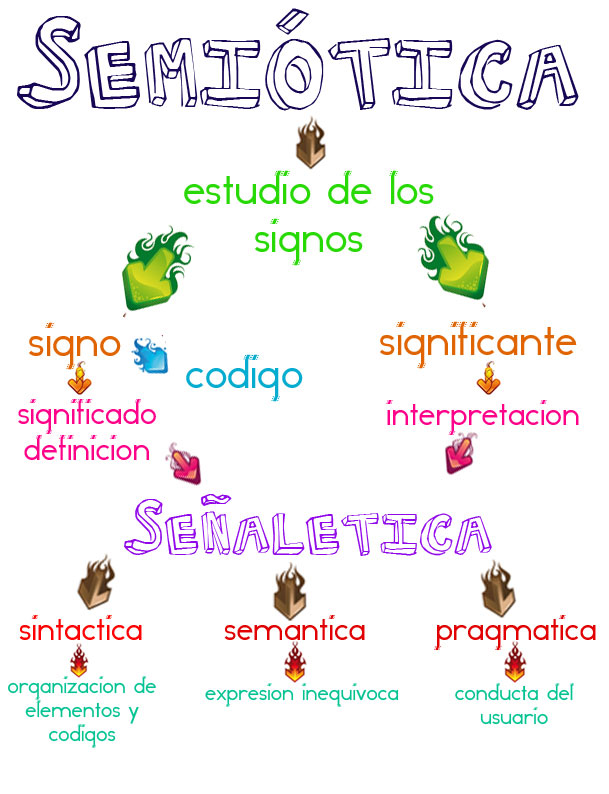 SEMIÓTICA
estudio de los
signos
signo
significante
codigo
significado
definicion
interpretacion
SEÑALETICA
sintactica
semantica
pragmatica
organizacion de
elementos y
codigos
expresion inequivoca
conducta del
usuario